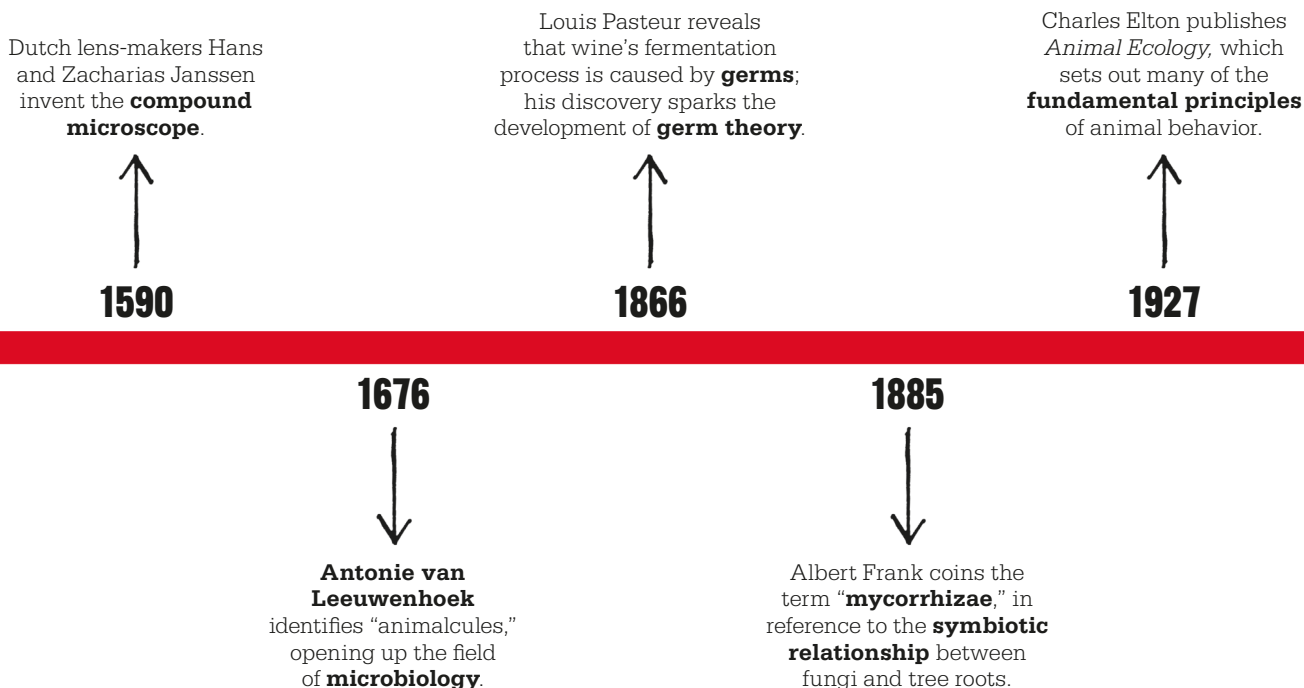 Dutch lens-makers Hans
and Zacharias Janssen
invent the compound
microscope.
1590
Antonie van
Leeuwenhoek
identifies “animalcules,”
opening up the field
of microbiology.
1676
Louis Pasteur reveals
that wine’s fermentation
process is caused by germs;
his discovery sparks the
development of germ theory.
1866
Albert Frank coins the
term “mycorrhizae,” in
reference to the symbiotic
relationship between
fungi and tree roots.
1885
Charles Elton publishes
Animal Ecology, which
sets out many of the
fundamental principles
of animal behavior.
1927